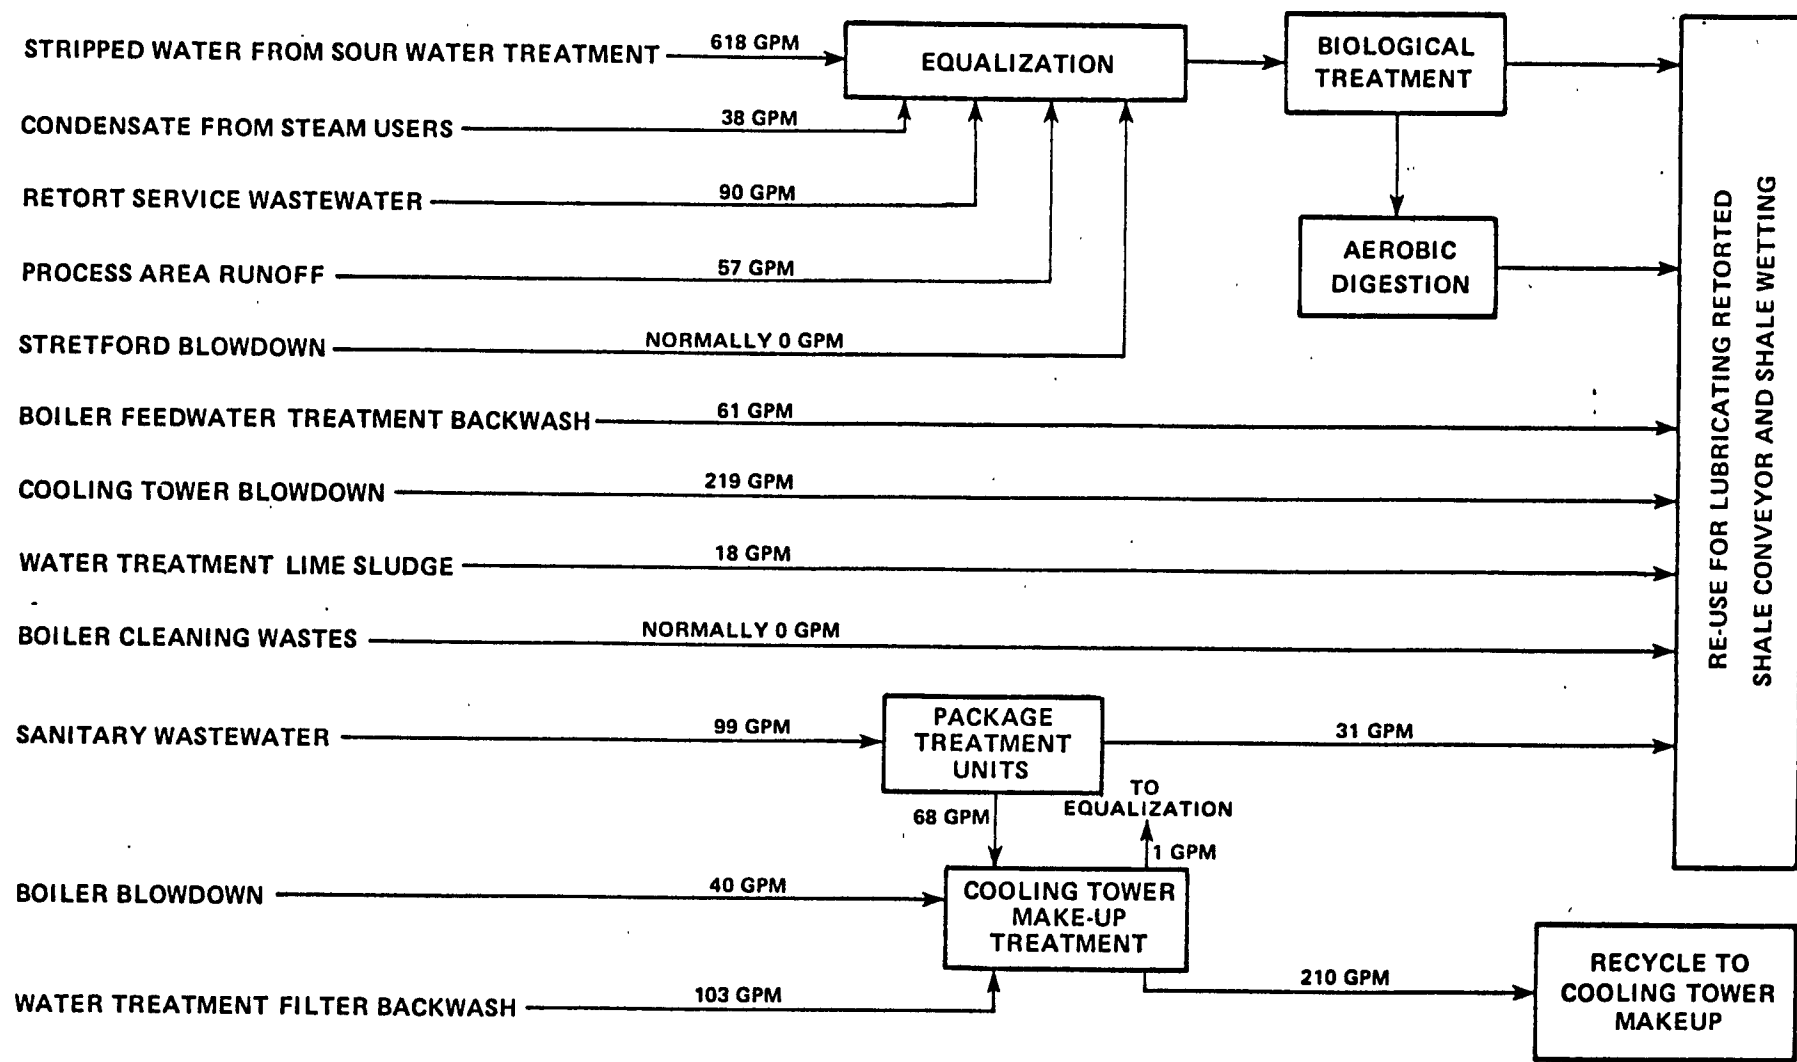 STRIPPED WATER FROM SOUR WATER TREATMENT
618 GPM
EQUALIZATION
BIOLOGICAL
TREATMENT
CONDENSATE FROM STEAM USERS
38 GPM
RETORT SERVICE WASTEWATER
90 GPM
AEROBIC
DIGESTION
PROCESS AREA RUNOFF
57 GPM
STRETFORD BLOWDOWN
NORMALLY 0 GPM
BOILER FEEDWATER TREATMENT BACKWASH
61 GPM
COOLING TOWER BLOWDOWN
219 GPM
WATER TREATMENT LIME SLUDGE
18 GPM
BOILER CLEANING WASTES
NORMALLY 0 GPM
RE-USE FOR LUBRICATING RETORTED
SHALE CONVEYOR AND SHALE WETTING
SANITARY WASTEWATER
99 GPM
PACKAGE
TREATMENT
UNITS
31 GPM
68 GPM
TO
EQUALIZATION
1 GPM
BOILER BLOWDOWN
40 GPM
COOLING TOWER
MAKE-UP
TREATMENT
WATER TREATMENT FILTER BACKWASH
103 GPM
210 GPM
RECYCLE TO
COOLING TOWER
MAKEUP